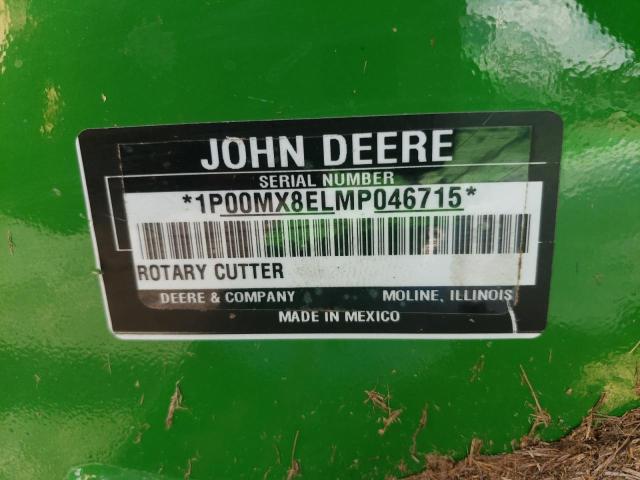 JOHN DEERE
SERIAL NUMBER
*1P00MX8ELMP046715*
ROTARY CUTTER
DEERE & COMPANY MOLINE, ILLINOIS
MADE IN MEXICO